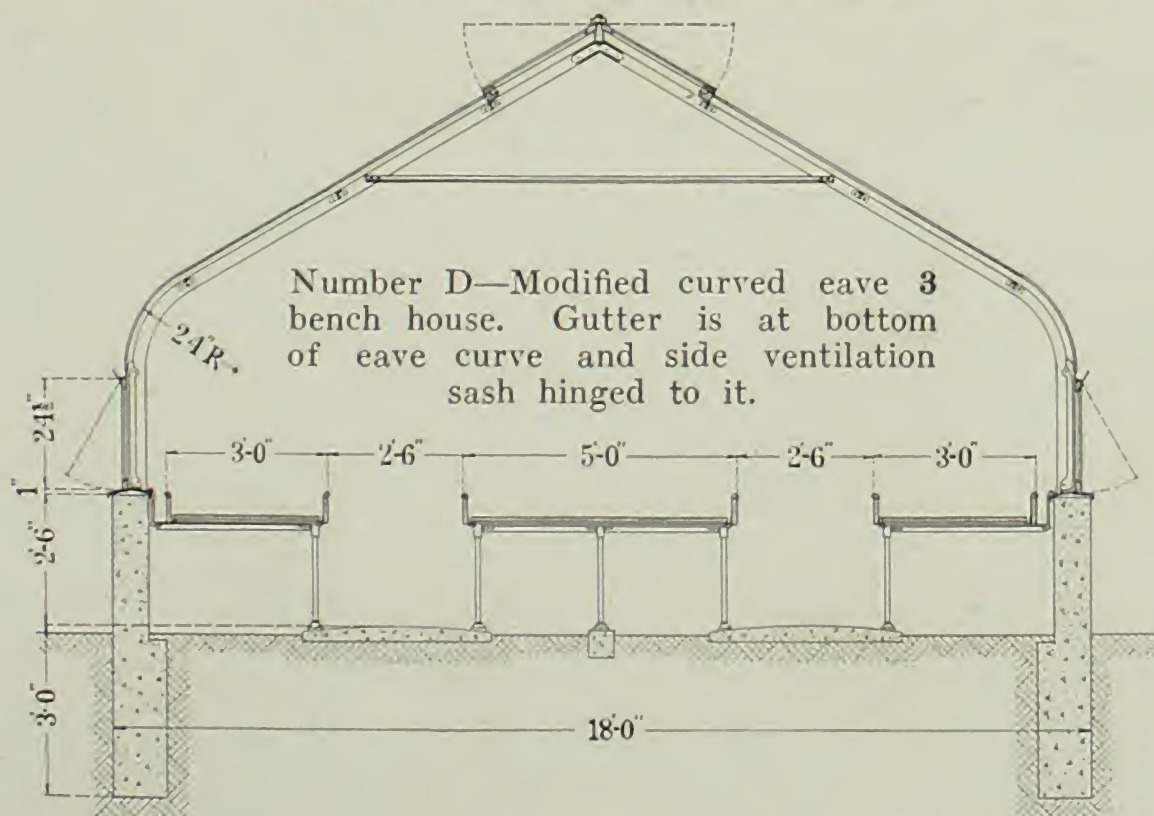 Number D—Modified curved eave 3
bench house. Gutter is at bottom
of eave curve and side ventilation
sash hinged to it.
24"R.
3'-0" 2'-6" 5'-0" 2'-6" 3'-0"
1"
2'-6"
3'-0"
18'-0"